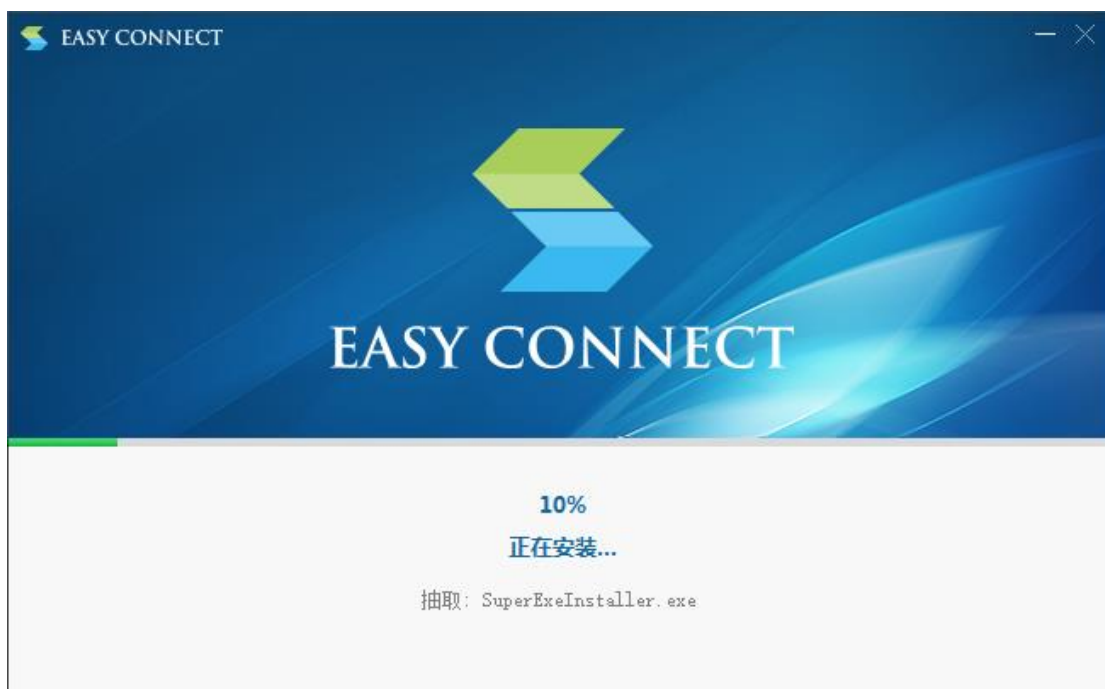 EASY CONNECT
EASY CONNECT
10%
正在安装...
抽取: SuperExeInstaller.exe